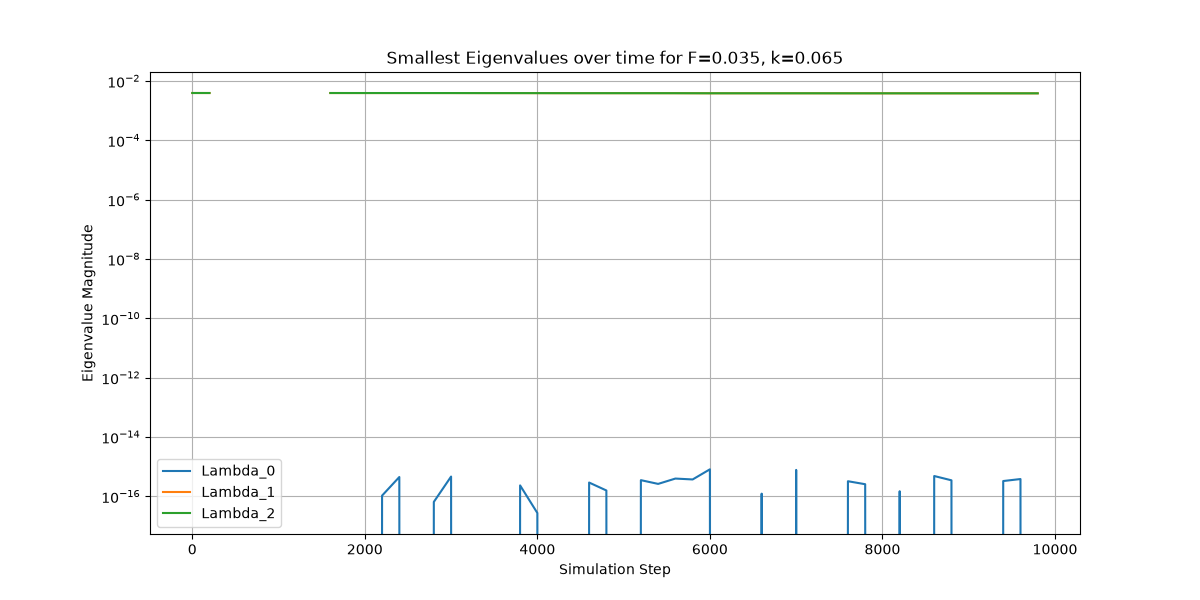 Smallest Eigenvalues over time for F=0.035, k=0.065
Eigenvalue Magnitude
10⁻²
10⁻⁴
10⁻⁶
10⁻⁸
10⁻¹⁰
10⁻¹²
10⁻¹⁴
10⁻¹⁶
Lambda_0
Lambda_1
Lambda_2
0 2000 4000 6000 8000 10000
Simulation Step